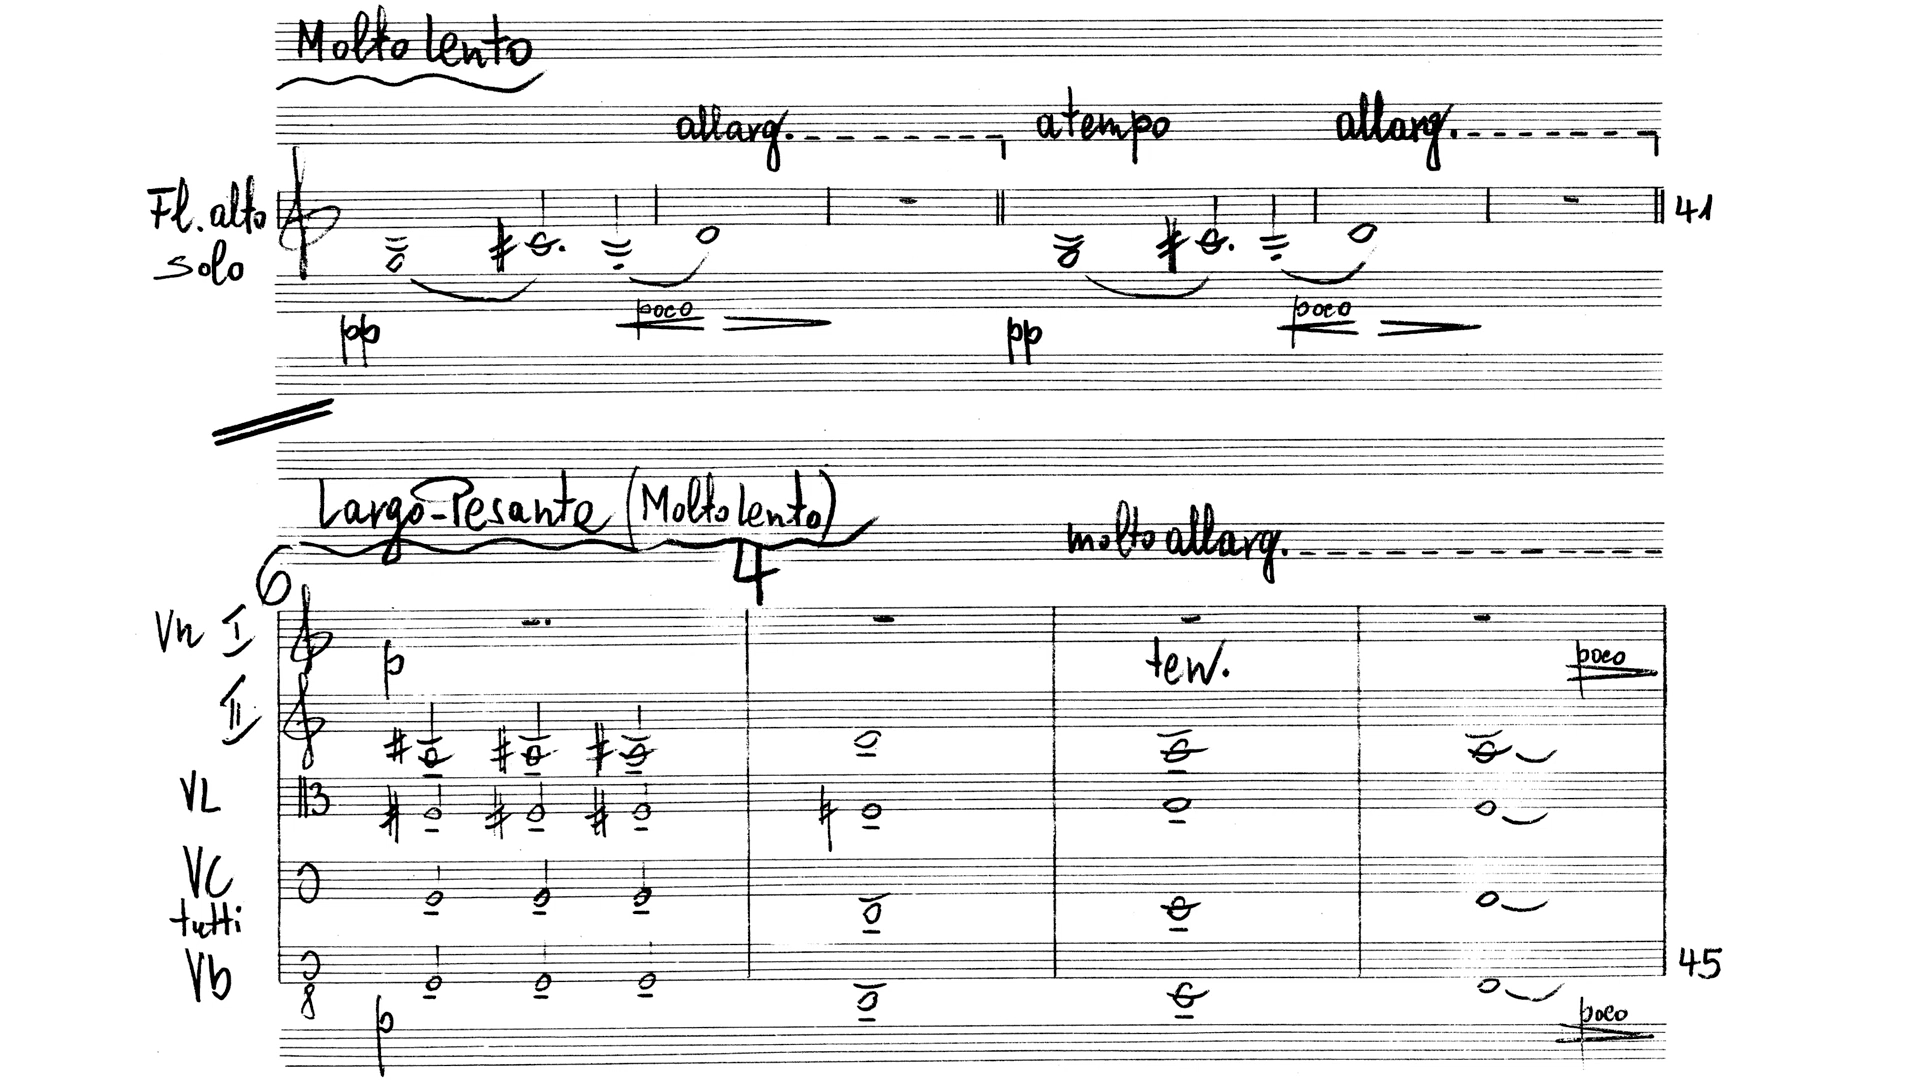 Molto lento
allarg. a tempo allarg.
Fl. alto
solo
41
poco poco
pp pp
Largo-Pesante (Molto lento)
molto allarg.
6 4
Vn I
p ten. poco
II
VL
VC
tutti
Vb 45
8
p poco